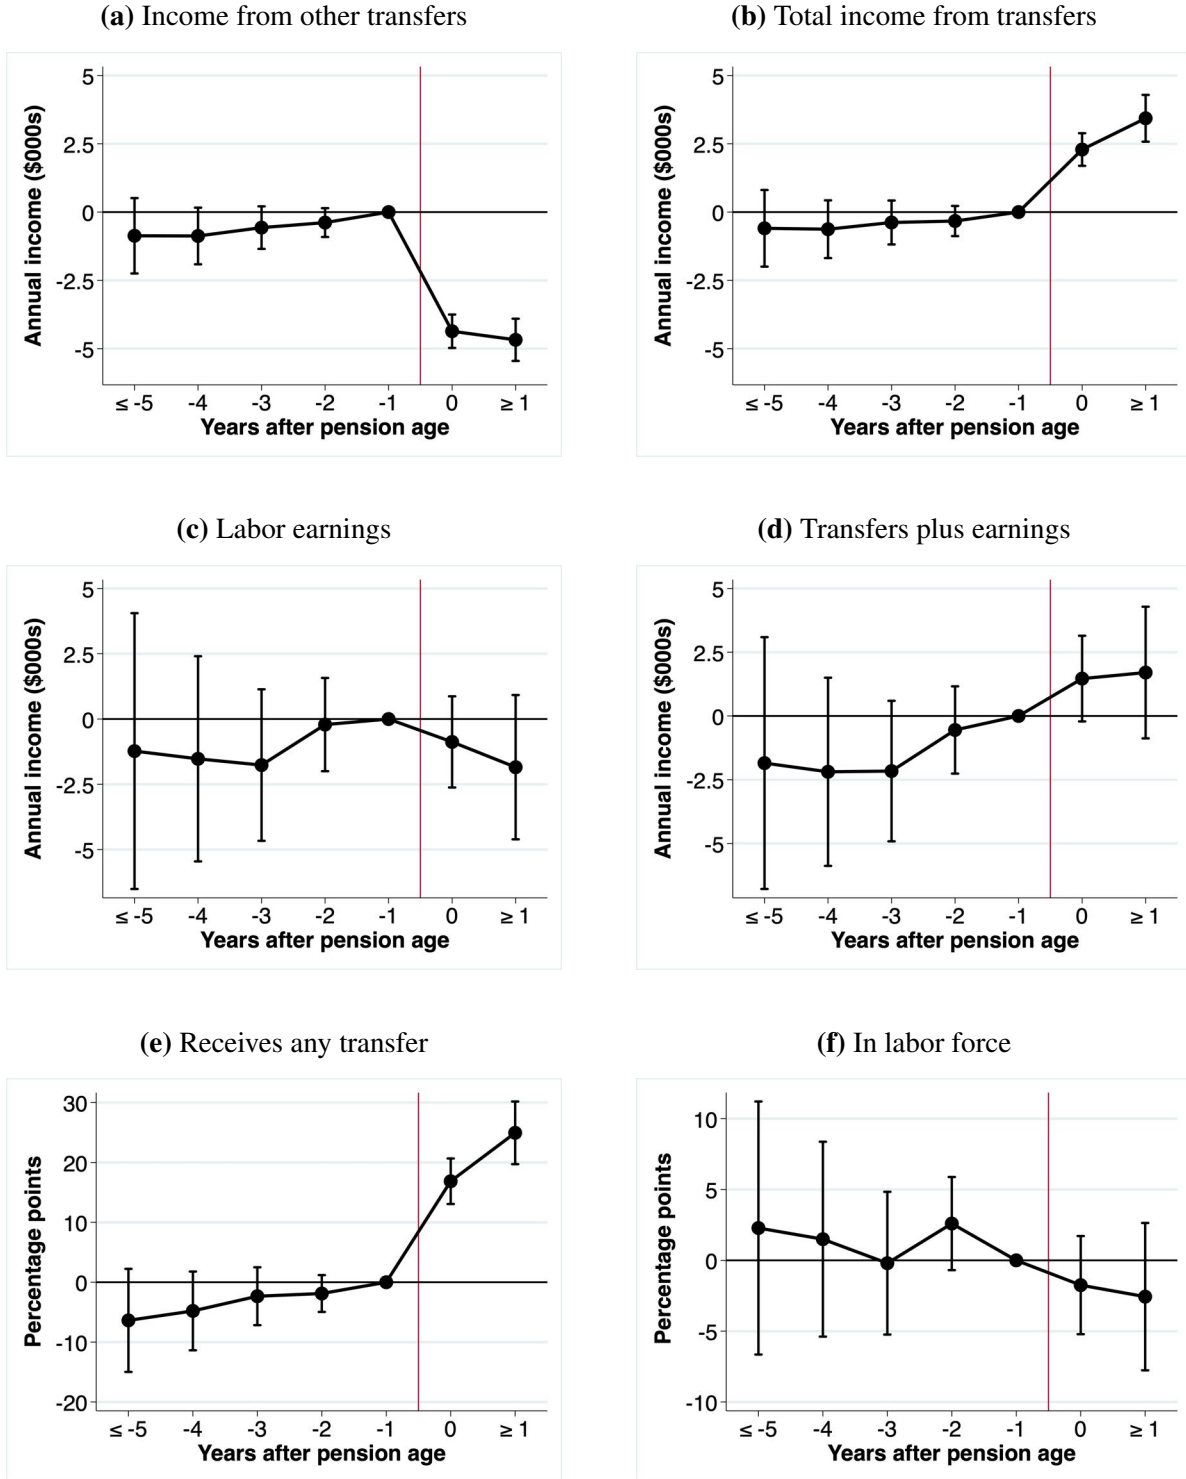 (a) Income from other transfers
Annual income ($000s)
5
2.5
0
-2.5
-5
≤ -5 -4 -3 -2 -1 0 ≥ 1
Years after pension age
(b) Total income from transfers
Annual income ($000s)
5
2.5
0
-2.5
-5
≤ -5 -4 -3 -2 -1 0 ≥ 1
Years after pension age
(c) Labor earnings
Annual income ($000s)
5
2.5
0
-2.5
-5
≤ -5 -4 -3 -2 -1 0 ≥ 1
Years after pension age
(d) Transfers plus earnings
Annual income ($000s)
5
2.5
0
-2.5
-5
≤ -5 -4 -3 -2 -1 0 ≥ 1
Years after pension age
(e) Receives any transfer
Percentage points
30
20
10
0
-10
-20
≤ -5 -4 -3 -2 -1 0 ≥ 1
Years after pension age
(f) In labor force
Percentage points
10
5
0
-5
-10
≤ -5 -4 -3 -2 -1 0 ≥ 1
Years after pension age